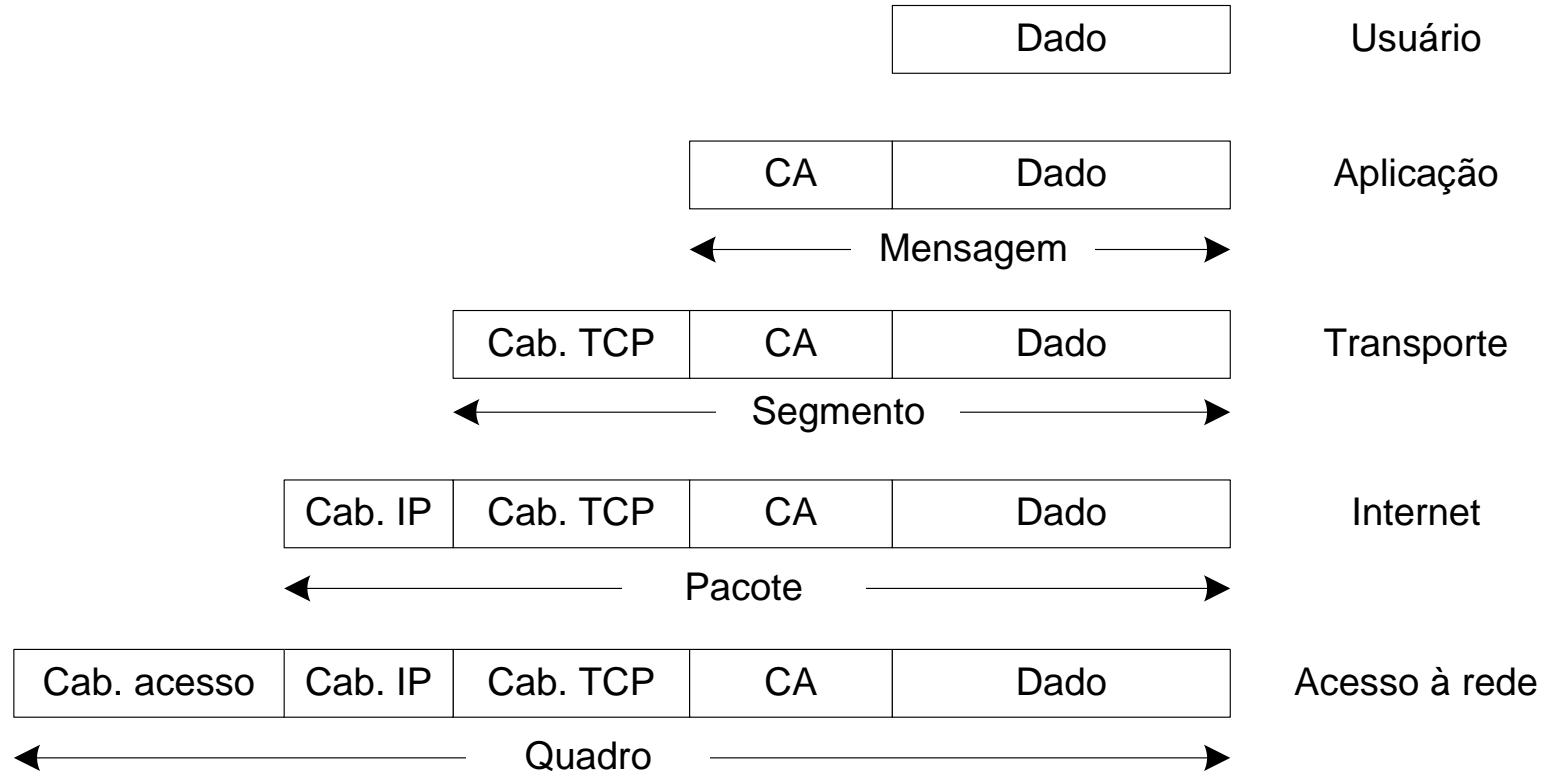 Dado Usuário
CA Dado Aplicação
Mensagem
Cab. TCP CA Dado Transporte
Segmento
Cab. IP Cab. TCP CA Dado Internet
Pacote
Cab. acesso Cab. IP Cab. TCP CA Dado Acesso à rede
Quadro